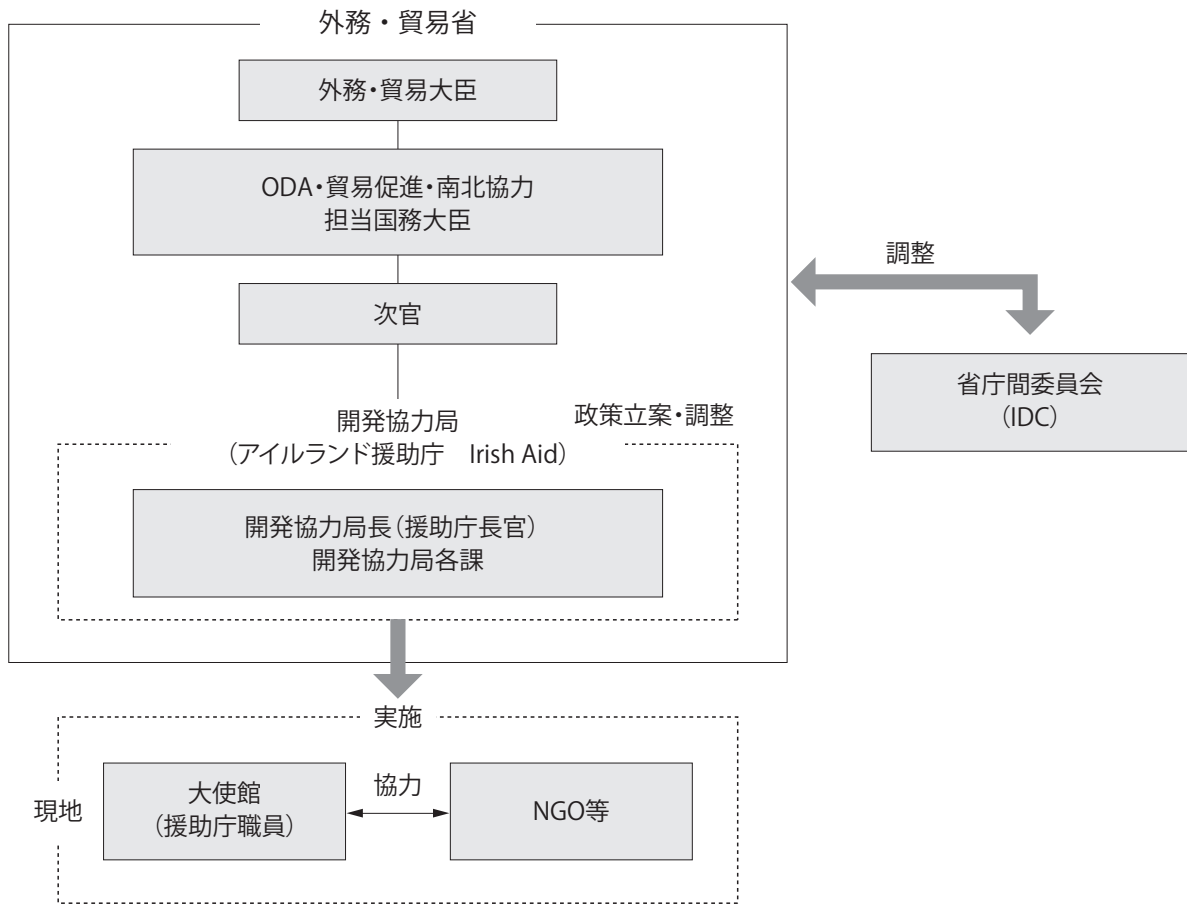 外務・貿易省
外務・貿易大臣
ODA・貿易促進・南北協力
担当国務大臣
次官
調整
省庁間委員会
(IDC)
開発協力局
政策立案・調整
(アイルランド援助庁　Irish Aid)
開発協力局長(援助庁長官)
開発協力局各課
実施
現地
大使館
(援助庁職員)
協力
NGO等